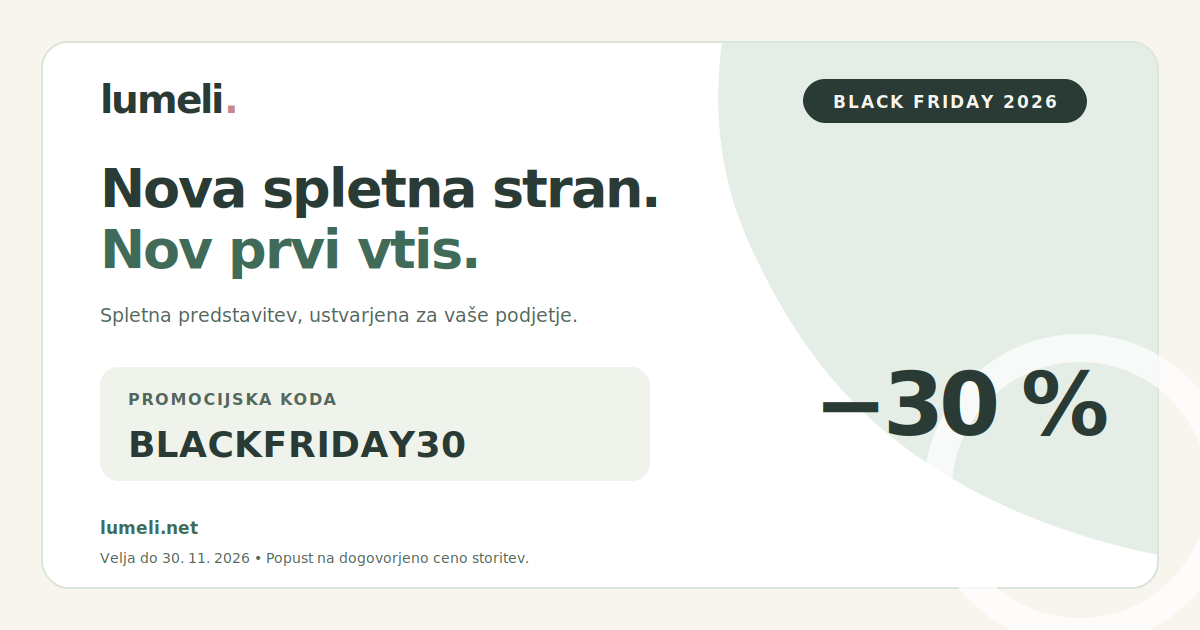 lumeli.
BLACK FRIDAY 2026
Nova spletna stran.
Nov prvi vtis.
Spletna predstavitev, ustvarjena za vaše podjetje.
PROMOCIJSKA KODA
BLACKFRIDAY30
−30 %
lumeli.net
Velja do 30. 11. 2026 • Popust na dogovorjeno ceno storitev.